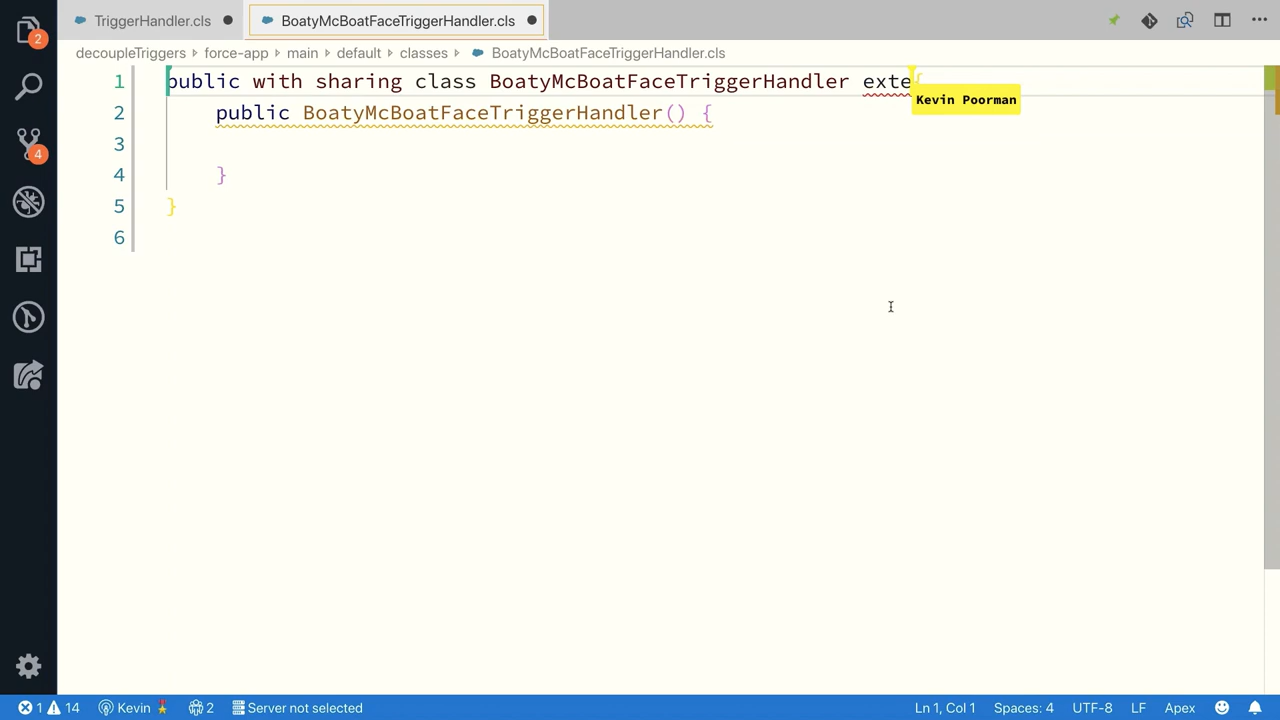 TriggerHandler.cls
BoatyMcBoatFaceTriggerHandler.cls
decoupleTriggers force-app main default classes BoatyMcBoatFaceTriggerHandler.cls
1 public with sharing class BoatyMcBoatFaceTriggerHandler exte{
Kevin Poorman
2 public BoatyMcBoatFaceTriggerHandler() {
3
4 }
5 }
6
2
4
1 14 Kevin 2 Server not selected Ln 1, Col 1 Spaces: 4 UTF-8 LF Apex